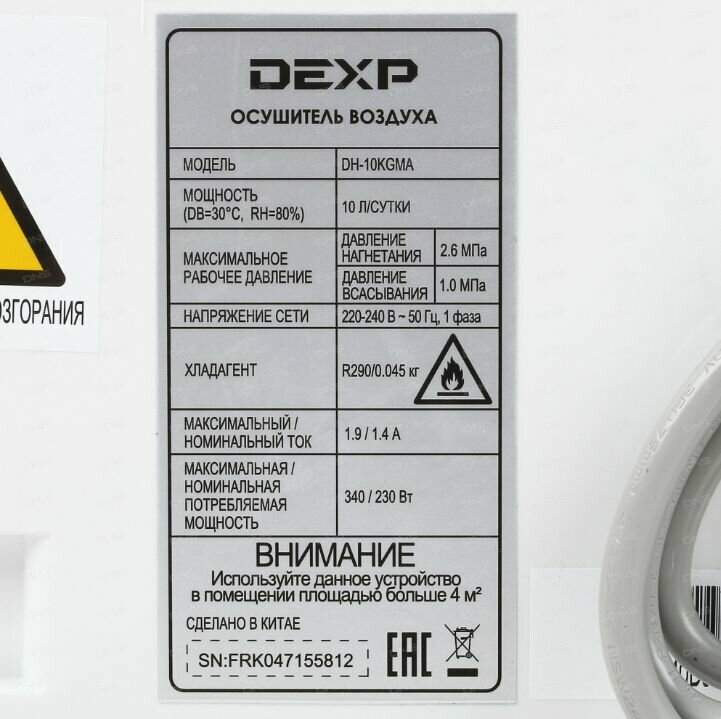 DEXP
ОСУШИТЕЛЬ ВОЗДУХА
МОДЕЛЬ DH-10KGMA
МОЩНОСТЬ
(DB=30°C, RH=80%) 10 Л/СУТКИ
МАКСИМАЛЬНОЕ
РАБОЧЕЕ ДАВЛЕНИЕ
ДАВЛЕНИЕ
НАГНЕТАНИЯ 2.6 МПа
ДАВЛЕНИЕ
ВСАСЫВАНИЯ 1.0 МПа
НАПРЯЖЕНИЕ СЕТИ 220-240 В ~ 50 Гц, 1 фаза
ХЛАДАГЕНТ R290/0.045 кг
МАКСИМАЛЬНЫЙ /
НОМИНАЛЬНЫЙ ТОК 1.9 / 1.4 А
МАКСИМАЛЬНАЯ /
НОМИНАЛЬНАЯ
ПОТРЕБЛЯЕМАЯ
МОЩНОСТЬ
340 / 230 Вт
ВНИМАНИЕ
Используйте данное устройство
в помещении площадью больше 4 м²
СДЕЛАНО В КИТАЕ
SN:FRK047155812
EAC
ОЗГОРАНИЯ